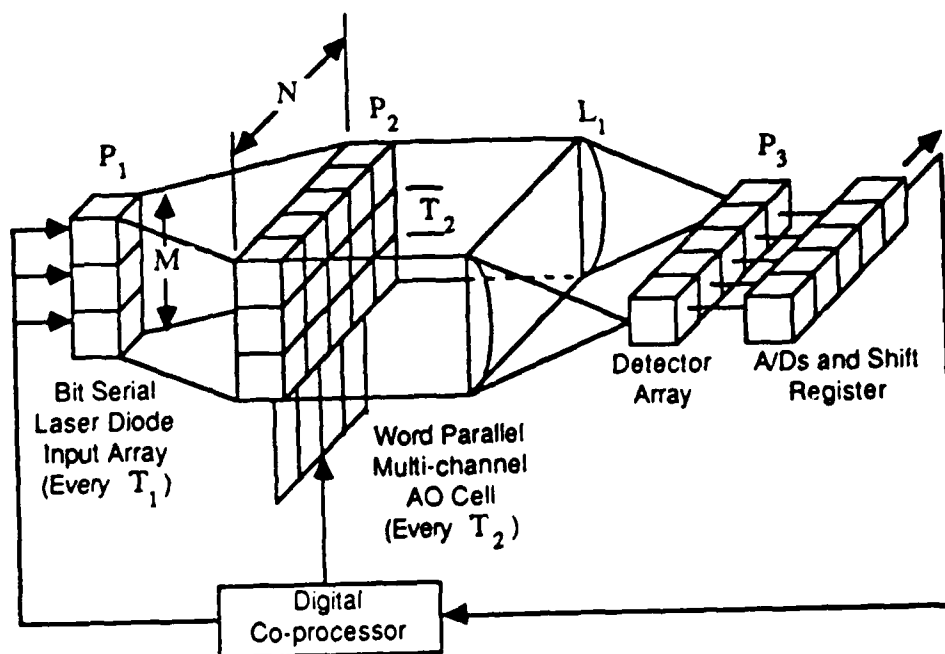 N
P2
L1
P1
P3
T2
M
Bit Serial
Laser Diode
Input Array
(Every T1)
Word Parallel
Multi-channel
AO Cell
(Every T2)
Detector
Array
A/Ds and Shift
Register
Digital
Co-processor